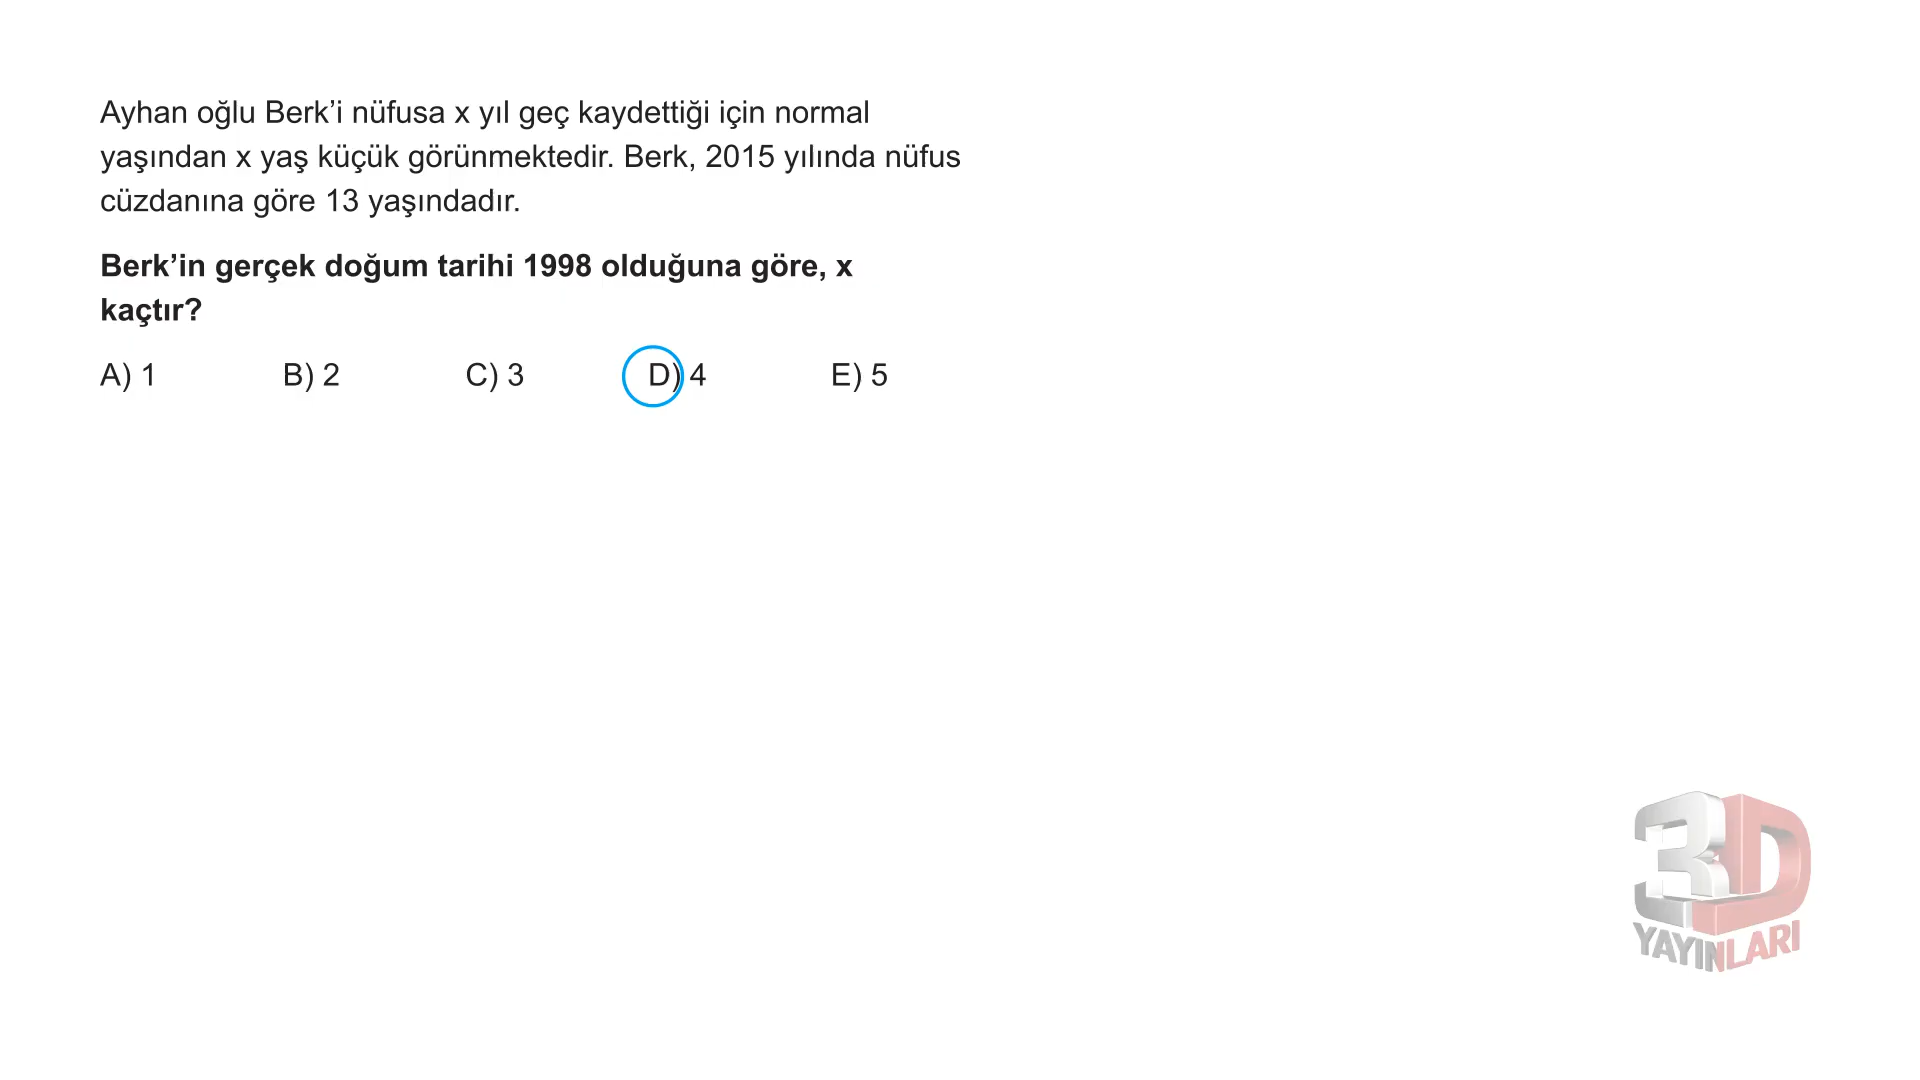 Ayhan oğlu Berk’i nüfusa x yıl geç kaydettiği için normal
yaşından x yaş küçük görünmektedir. Berk, 2015 yılında nüfus
cüzdanına göre 13 yaşındadır.
Berk’in gerçek doğum tarihi 1998 olduğuna göre, x
kaçtır?
A) 1 B) 2 C) 3 D) 4 E) 5
3D
YAYINLARI